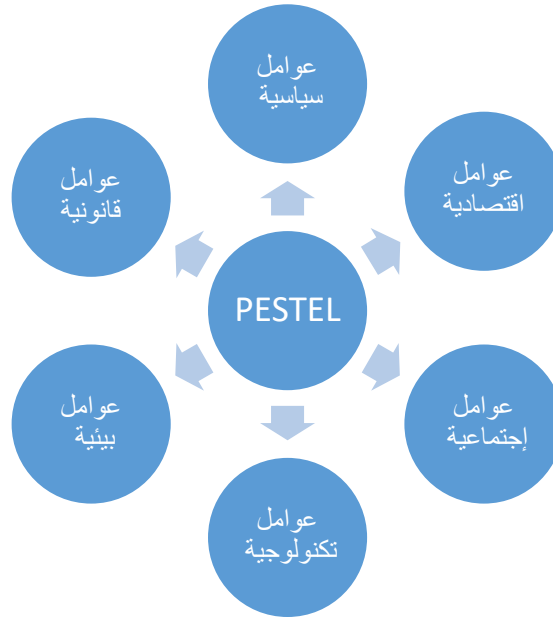 عوامل
سياسية
عوامل
اقتصادية
عوامل
إجتماعية
عوامل
تكنولوجية
عوامل
بيئية
عوامل
قانونية
PESTEL